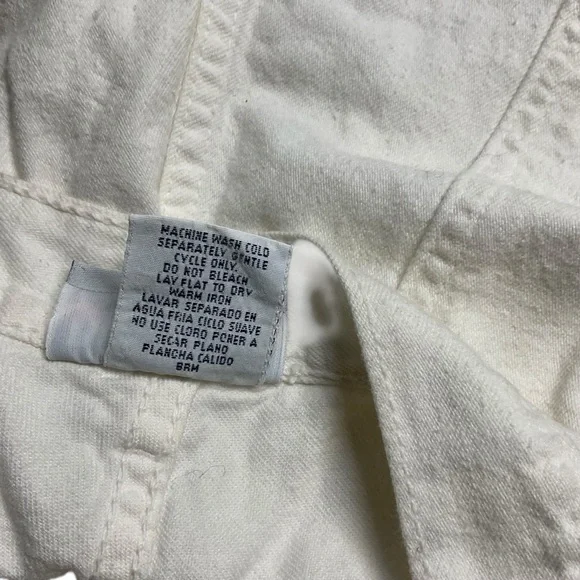 MACHINE WASH COLD
SEPARATELY GENTLE
CYCLE ONLY.
DO NOT BLEACH
LAY FLAT TO DRY
WARM IRON
LAVAR SEPARADO EN
AGUA FRIA CICLO SUAVE
NO USE CLORO PONER A
SECAR PLANO
PLANCHA CALIDO
BRM